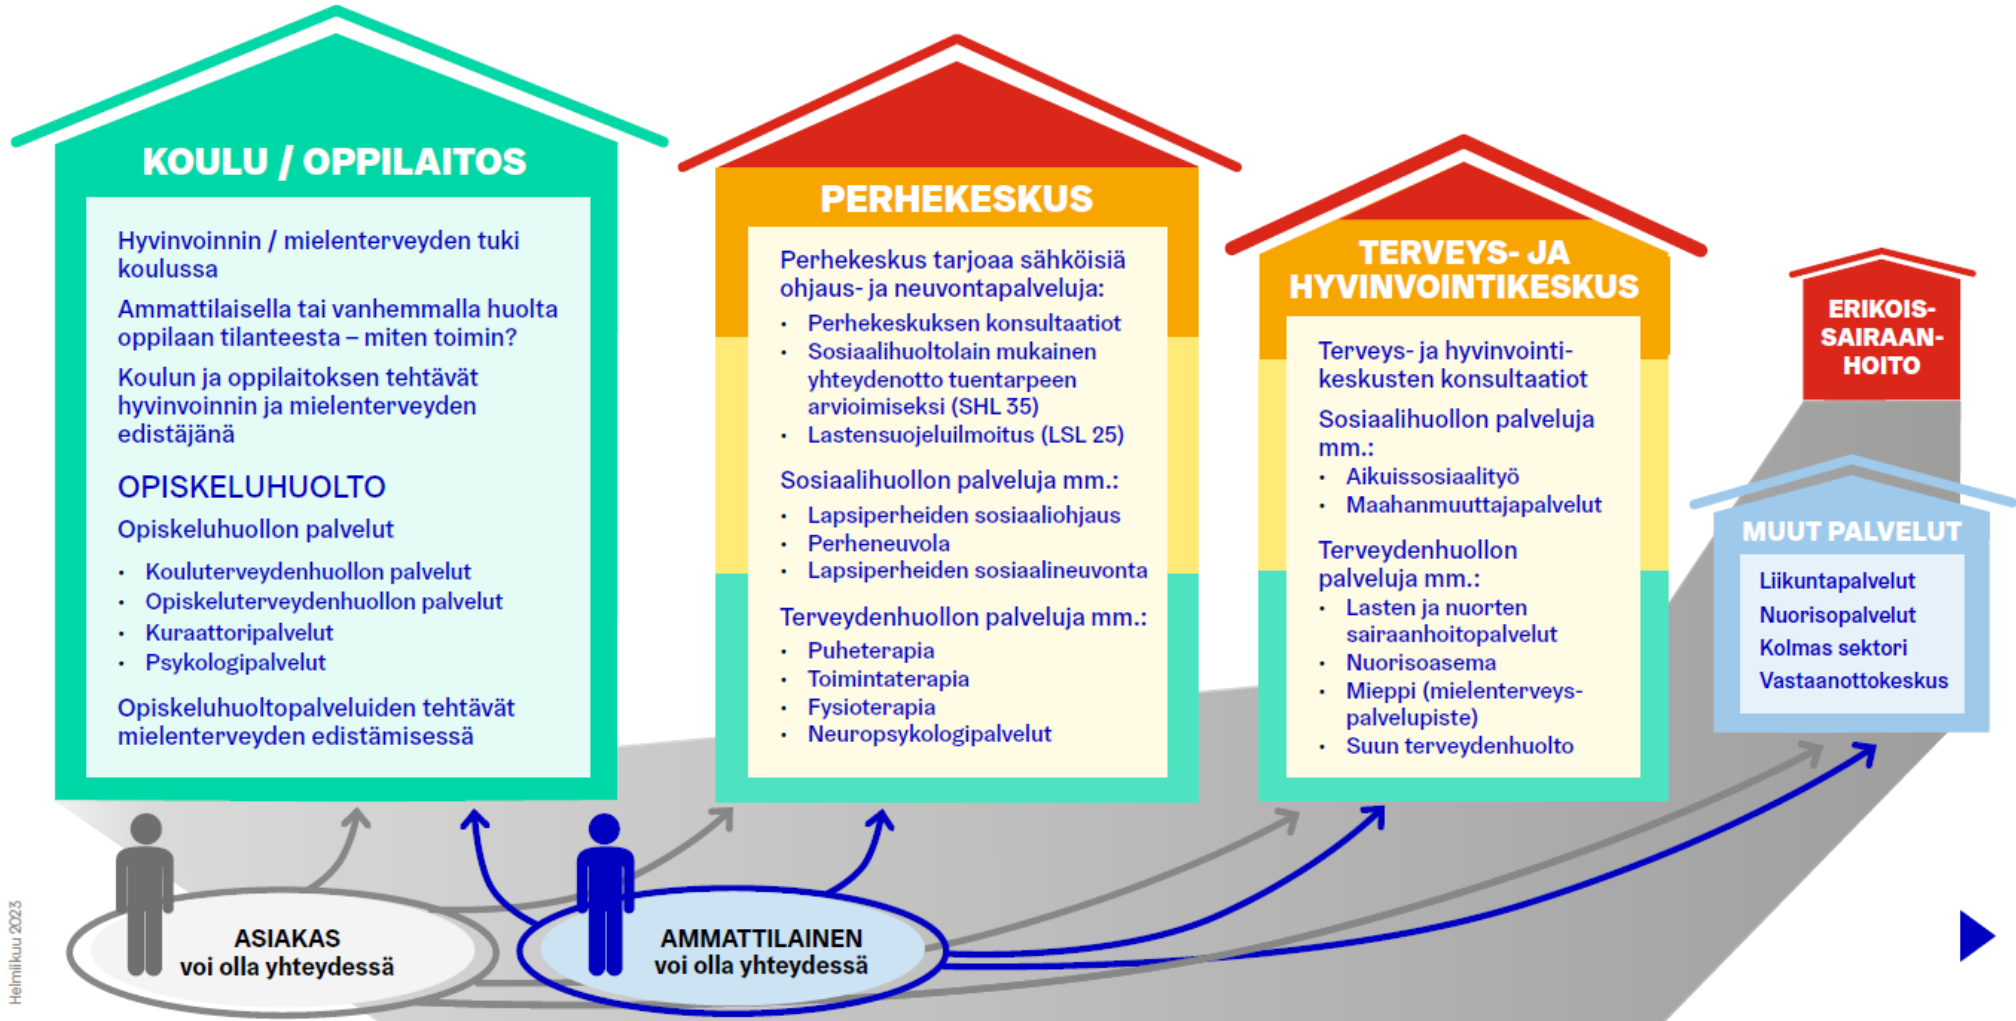 KOULU / OPPILAITOS
Hyvinvoinnin / mielenterveyden tuki
koulussa
Ammattilaisella tai vanhemmalla huolta
oppilaan tilanteesta – miten toimin?
Koulun ja oppilaitoksen tehtävät
hyvinvoinnin ja mielenterveyden
edistäjänä
OPISKELUHUOLTO
Opiskeluhuollon palvelut
• Kouluterveydenhuollon palvelut
• Opiskeluterveydenhuollon palvelut
• Kuraattoripalvelut
• Psykologipalvelut
Opiskeluhuoltopalveluiden tehtävät
mielenterveyden edistämisessä
PERHEKESKUS
Perhekeskus tarjoaa sähköisiä
ohjaus- ja neuvontapalveluja:
• Perhekeskuksen konsultaatiot
• Sosiaalihuoltolain mukainen
yhteydenotto tuentarpeen
arvioimiseksi (SHL 35)
• Lastensuojeluilmoitus (LSL 25)
Sosiaalihuollon palveluja mm.:
• Lapsiperheiden sosiaaliohjaus
• Perheneuvola
• Lapsiperheiden sosiaalineuvonta
Terveydenhuollon palveluja mm.:
• Puheterapia
• Toimintaterapia
• Fysioterapia
• Neuropsykologipalvelut
TERVEYS- JA
HYVINVOINTIKESKUS
Terveys- ja hyvinvointi-
keskusten konsultaatiot
Sosiaalihuollon palveluja
mm.:
• Aikuissosiaalityö
• Maahanmuuttajapalvelut
Terveydenhuollon
palveluja mm.:
• Lasten ja nuorten
sairaanhoitopalvelut
• Nuorisoasema
• Mieppi (mielenterveys-
palvelupiste)
• Suun terveydenhuolto
ERIKOIS-
SAIRAAN-
HOITO
MUUT PALVELUT
Liikuntapalvelut
Nuorisopalvelut
Kolmas sektori
Vastaanottokeskus
ASIAKAS
voi olla yhteydessä
AMMATTILAINEN
voi olla yhteydessä
Helmiikuu 2023